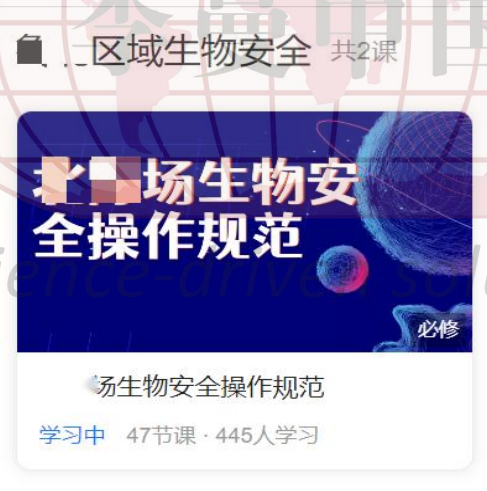 区域生物安全 共2课
场生物安
全操作规范
必修
场生物安全操作规范
学习中 47节课 · 445人学习